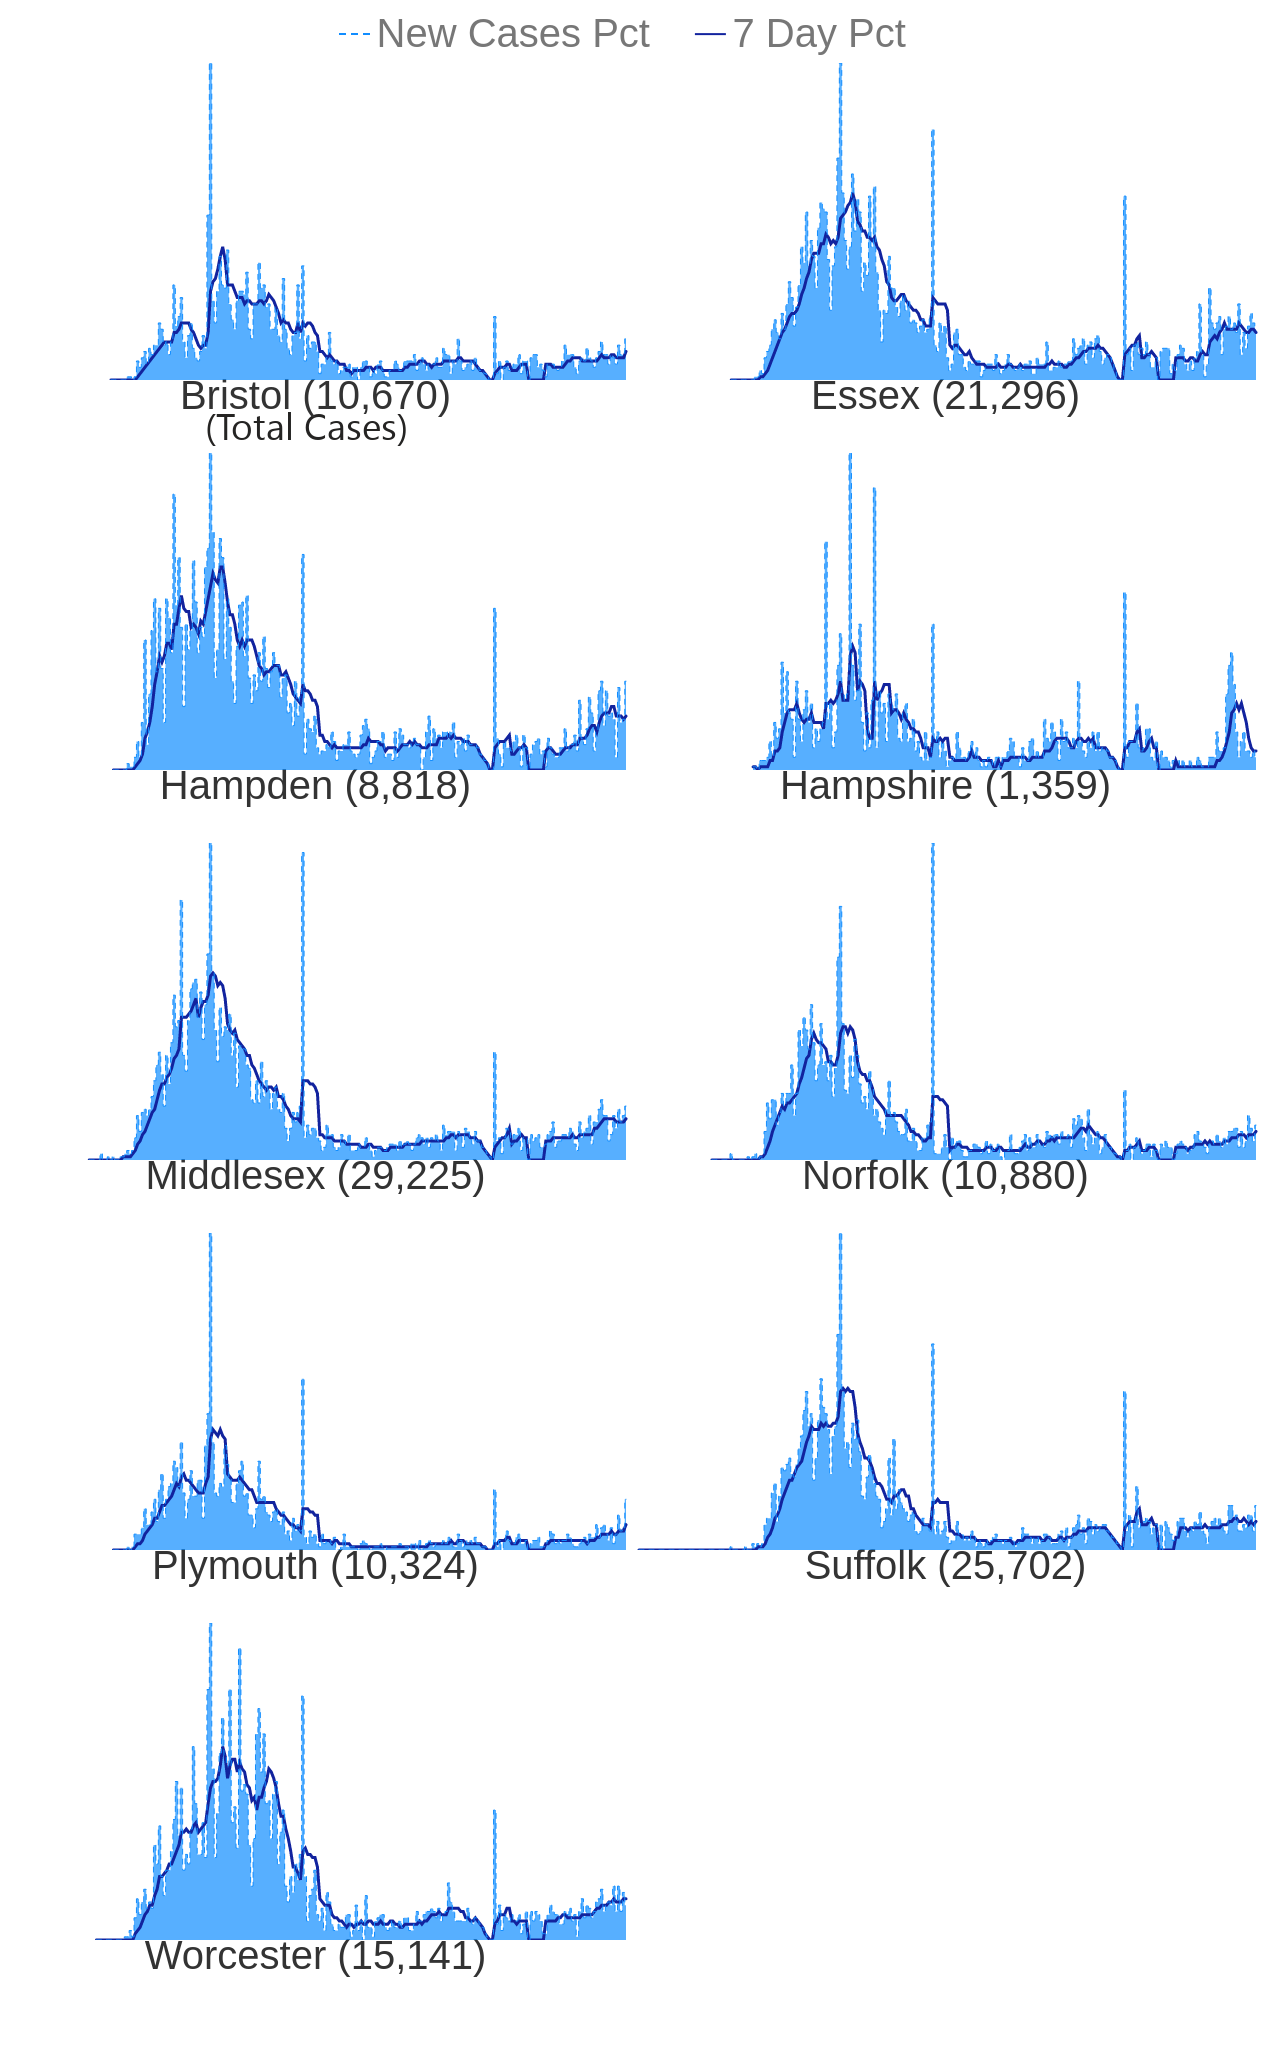 New Cases Pct 7 Day Pct
Bristol (10,670) Essex (21,296)
(Total Cases)
Hampden (8,818) Hampshire (1,359)
Middlesex (29,225) Norfolk (10,880)
Plymouth (10,324) Suffolk (25,702)
Worcester (15,141)